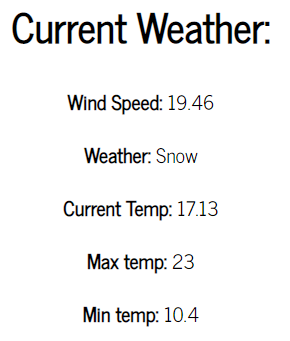 Current Weather:
Wind Speed: 19.46
Weather: Snow
Current Temp: 17.13
Max temp: 23
Min temp: 10.4